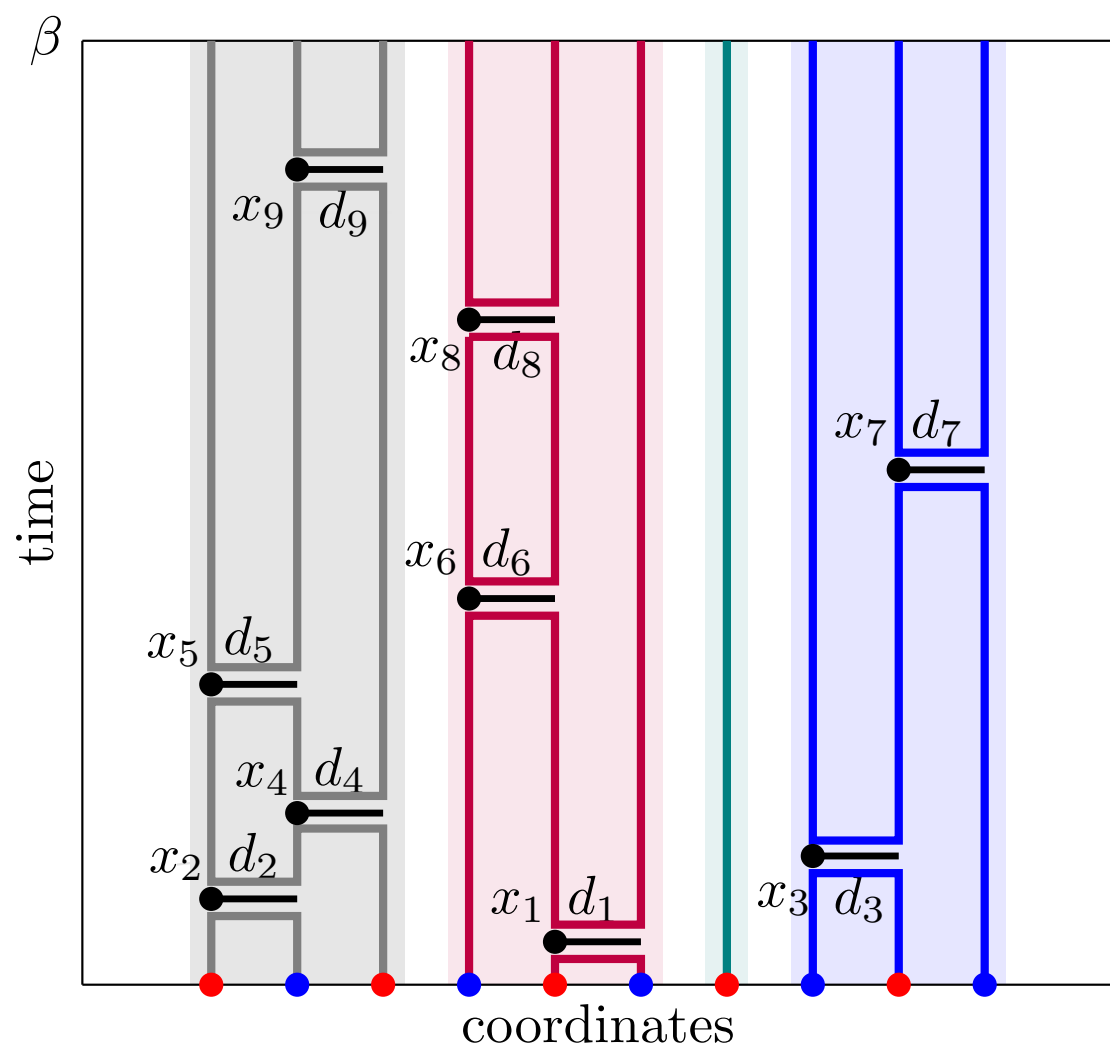 β
x₉ d₉
x₈ d₈
x₇ d₇
time
x₆ d₆
x₅ d₅
x₄ d₄
x₂ d₂
x₁ d₁
x₃ d₃
coordinates